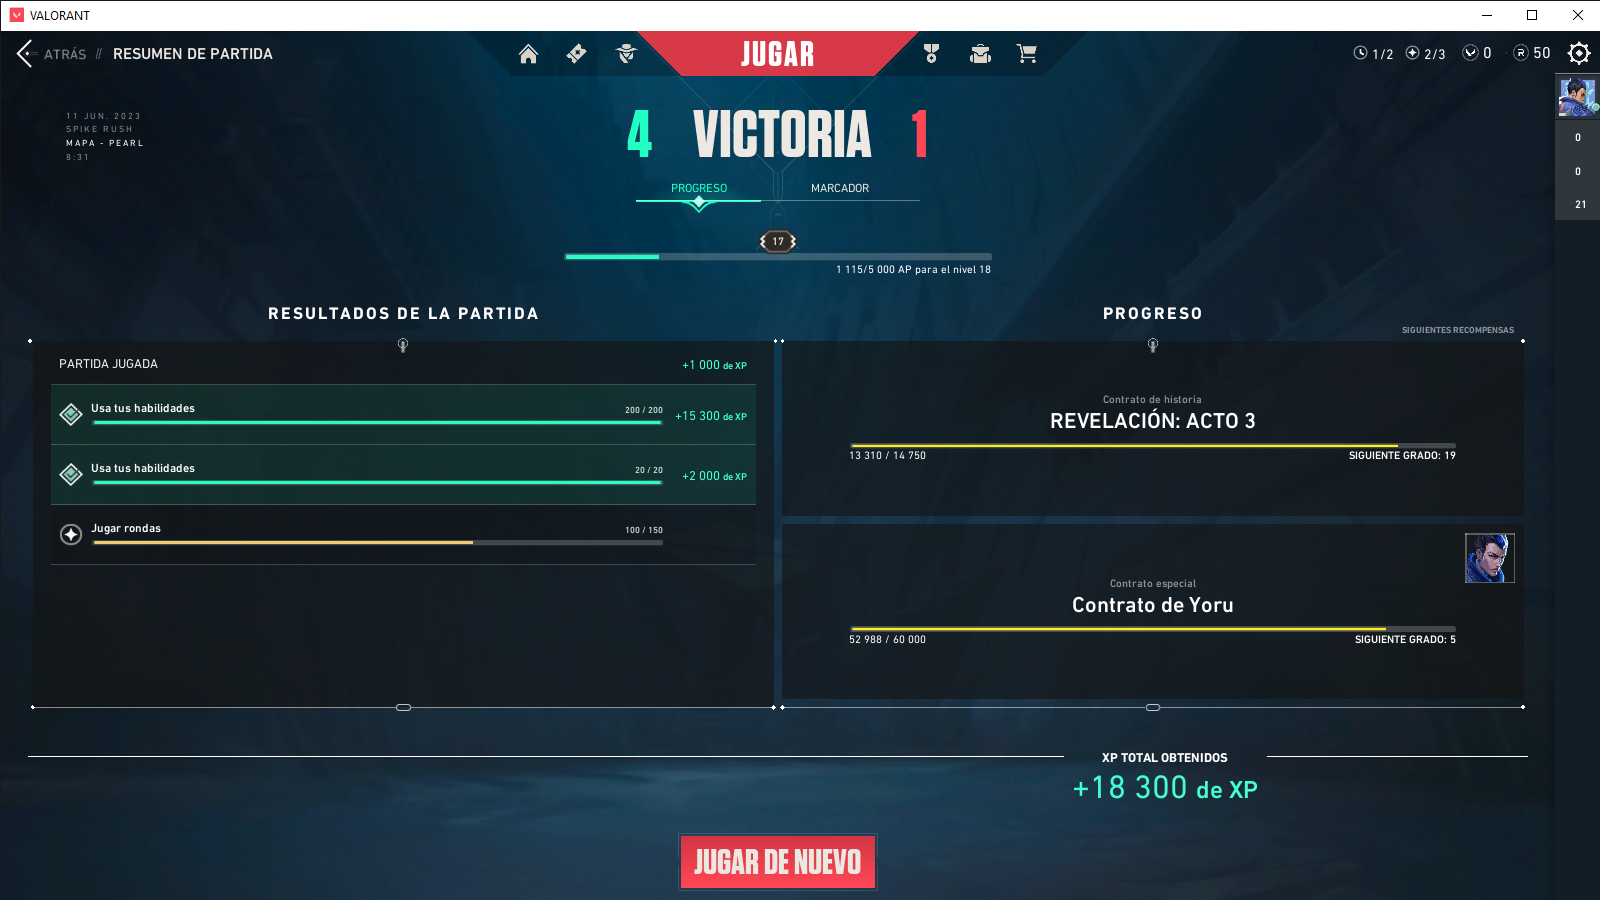 VALORANT
ATRÁS // RESUMEN DE PARTIDA
JUGAR
1/2
2/3
0
50
11 JUN. 2023
SPIKE RUSH
MAPA - PEARL
8:31
4 VICTORIA 1
PROGRESO
MARCADOR
17
1 115/5 000 AP para el nivel 18
0
0
21
RESULTADOS DE LA PARTIDA
PARTIDA JUGADA
+1 000 de XP
Usa tus habilidades
200 / 200
+15 300 de XP
Usa tus habilidades
20 / 20
+2 000 de XP
Jugar rondas
100 / 150
PROGRESO
SIGUIENTES RECOMPENSAS
Contrato de historia
REVELACIÓN: ACTO 3
13 310 / 14 750
SIGUIENTE GRADO: 19
Contrato especial
Contrato de Yoru
52 988 / 60 000
SIGUIENTE GRADO: 5
XP TOTAL OBTENIDOS
+18 300 de XP
JUGAR DE NUEVO